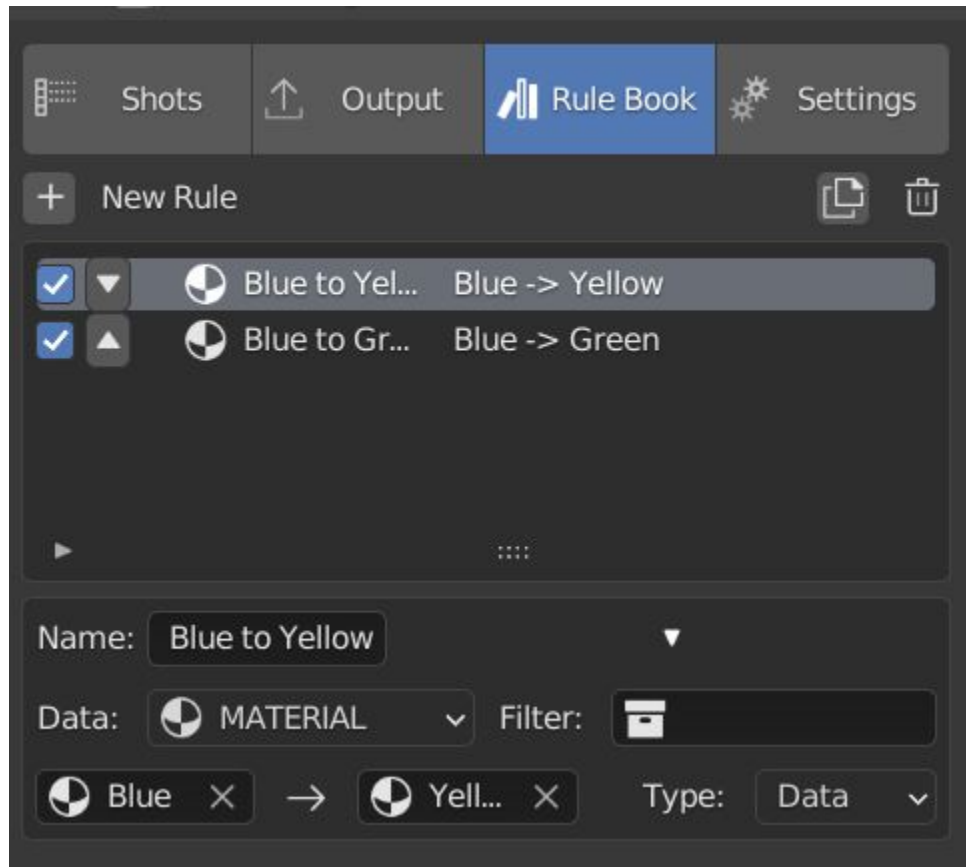 Shots Output Rule Book Settings
New Rule
Blue to Yel... Blue -> Yellow
Blue to Gr... Blue -> Green
Name: Blue to Yellow
Data: MATERIAL Filter:
Blue → Yell... Type: Data